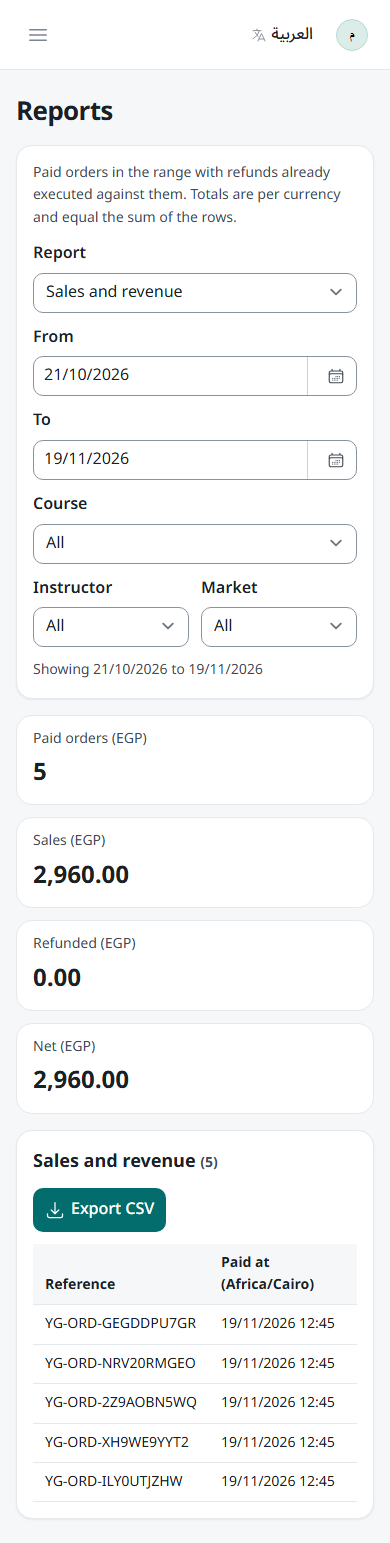 العربية
م
Reports
Paid orders in the range with refunds already
executed against them. Totals are per currency
and equal the sum of the rows.
Report
Sales and revenue
From
21/10/2026
To
19/11/2026
Course
All
Instructor
Market
All
All
Showing 21/10/2026 to 19/11/2026
Paid orders (EGP)
5
Sales (EGP)
2,960.00
Refunded (EGP)
0.00
Net (EGP)
2,960.00
Sales and revenue (5)
Export CSV
Reference
Paid at
(Africa/Cairo)
YG-ORD-GEGDDPU7GR 19/11/2026 12:45
YG-ORD-NRV20RMGEO 19/11/2026 12:45
YG-ORD-2Z9AOBN5WQ 19/11/2026 12:45
YG-ORD-XH9WE9YYT2 19/11/2026 12:45
YG-ORD-ILY0UTJZHW 19/11/2026 12:45